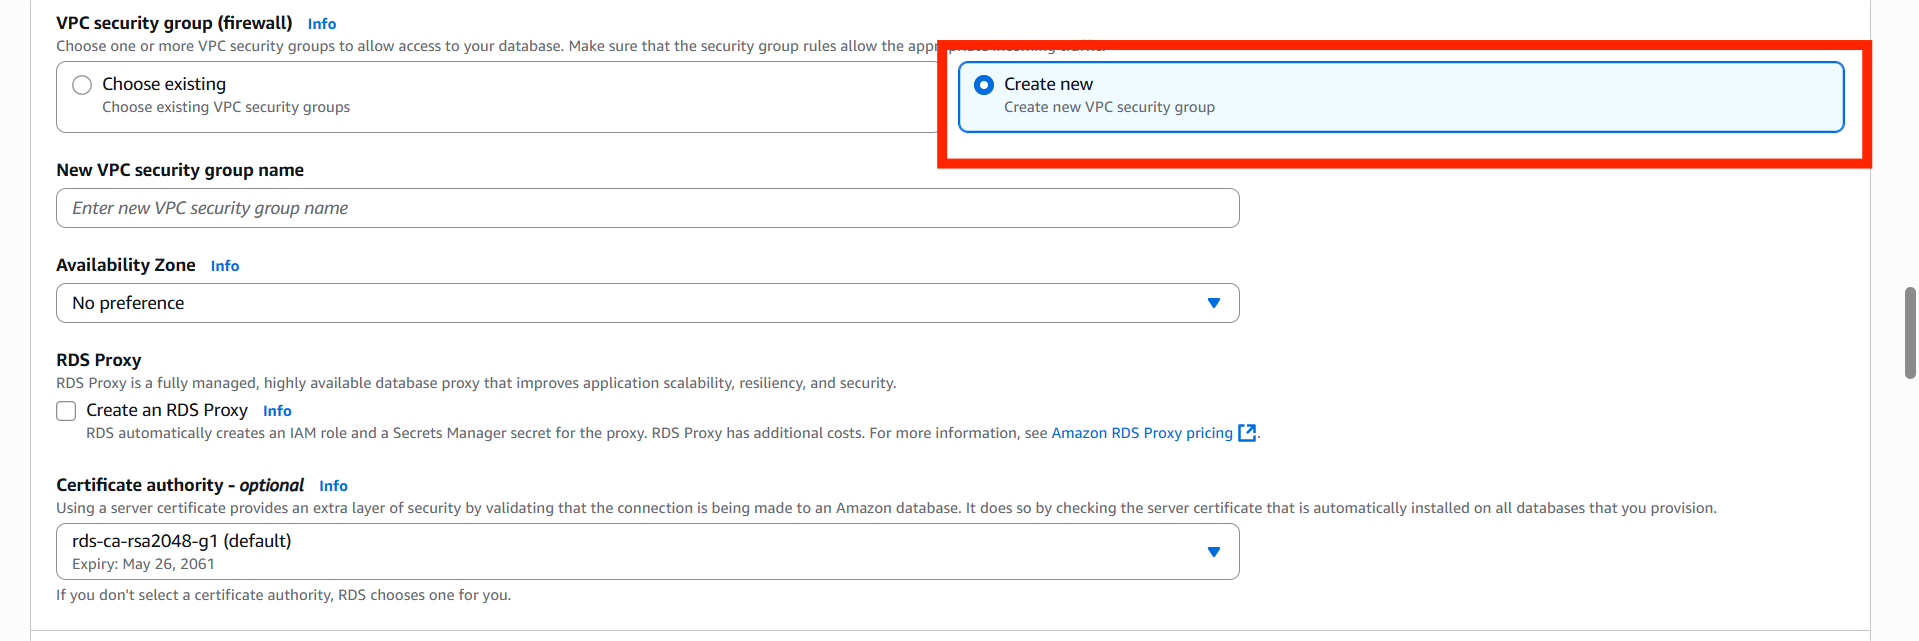 VPC security group (firewall) Info
Choose one or more VPC security groups to allow access to your database. Make sure that the security group rules allow the appropriate incoming traffic.
Choose existing
Choose existing VPC security groups
Create new
Create new VPC security group
New VPC security group name
Enter new VPC security group name
Availability Zone Info
No preference
RDS Proxy
RDS Proxy is a fully managed, highly available database proxy that improves application scalability, resiliency, and security.
Create an RDS Proxy Info
RDS automatically creates an IAM role and a Secrets Manager secret for the proxy. RDS Proxy has additional costs. For more information, see Amazon RDS Proxy pricing.
Certificate authority - optional Info
Using a server certificate provides an extra layer of security by validating that the connection is being made to an Amazon database. It does so by checking the server certificate that is automatically installed on all databases that you provision.
rds-ca-rsa2048-g1 (default)
Expiry: May 26, 2061
If you don't select a certificate authority, RDS chooses one for you.